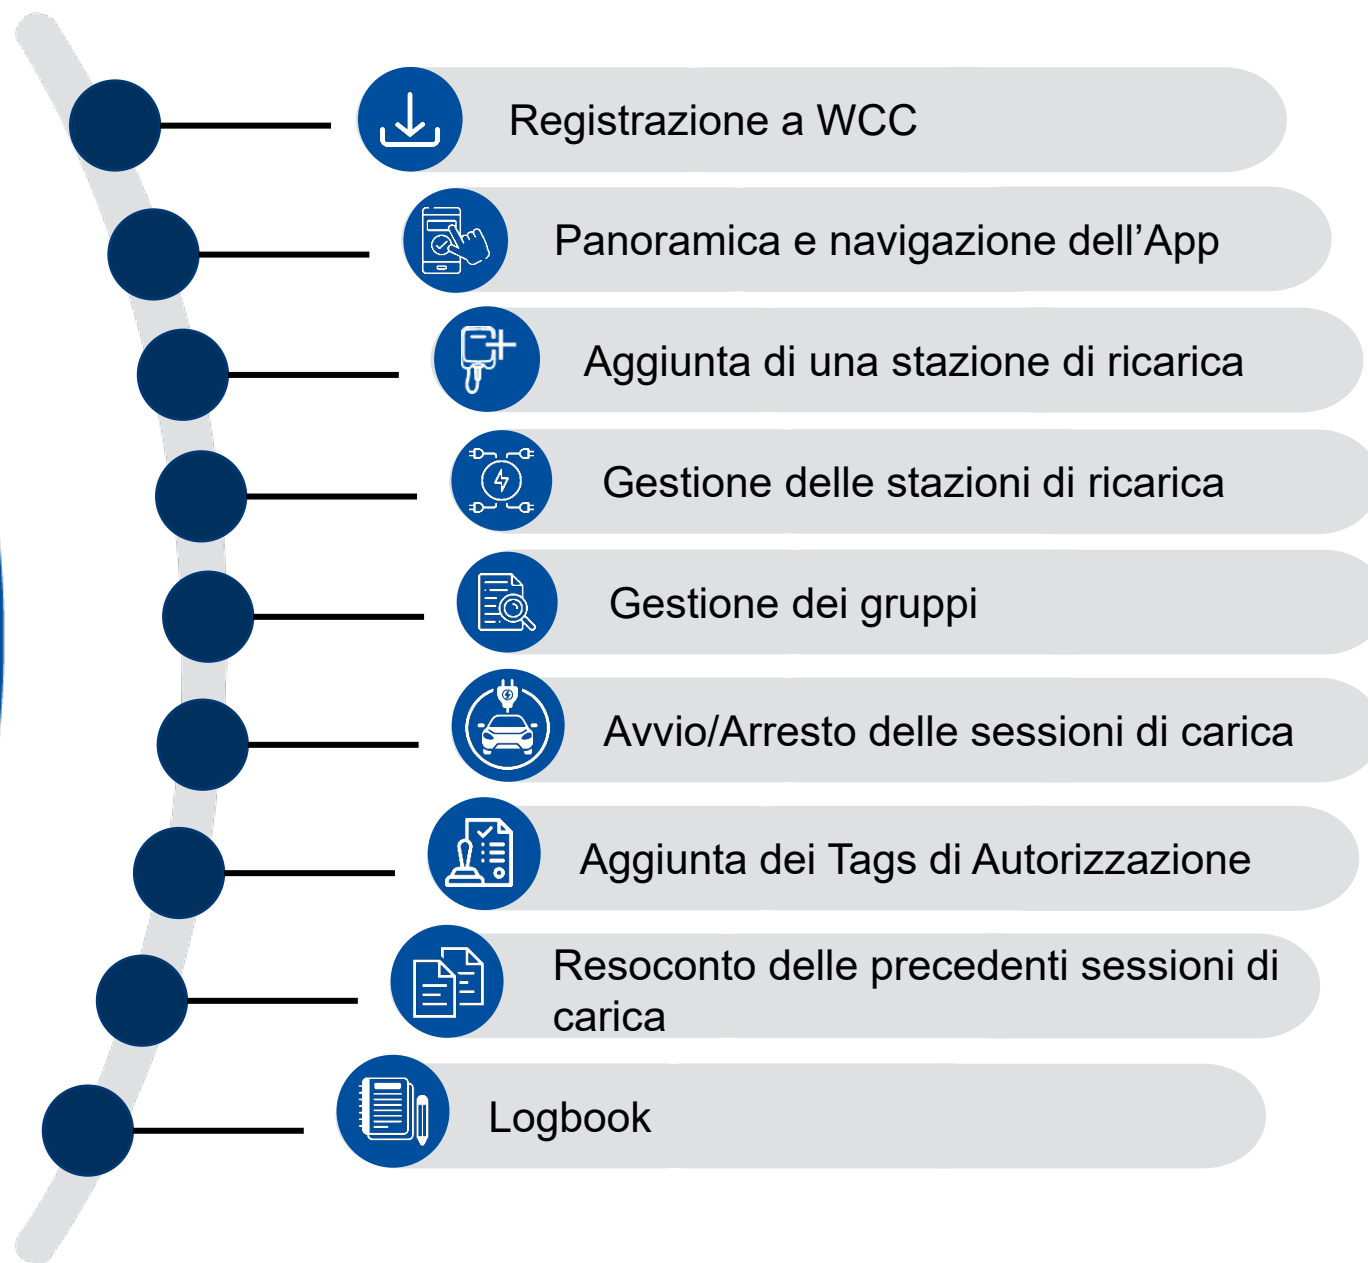 Registrazione a WCC
Panoramica e navigazione dell’App
Aggiunta di una stazione di ricarica
Gestione delle stazioni di ricarica
Gestione dei gruppi
Avvio/Arresto delle sessioni di carica
Aggiunta dei Tags di Autorizzazione
Resoconto delle precedenti sessioni di
carica
Logbook